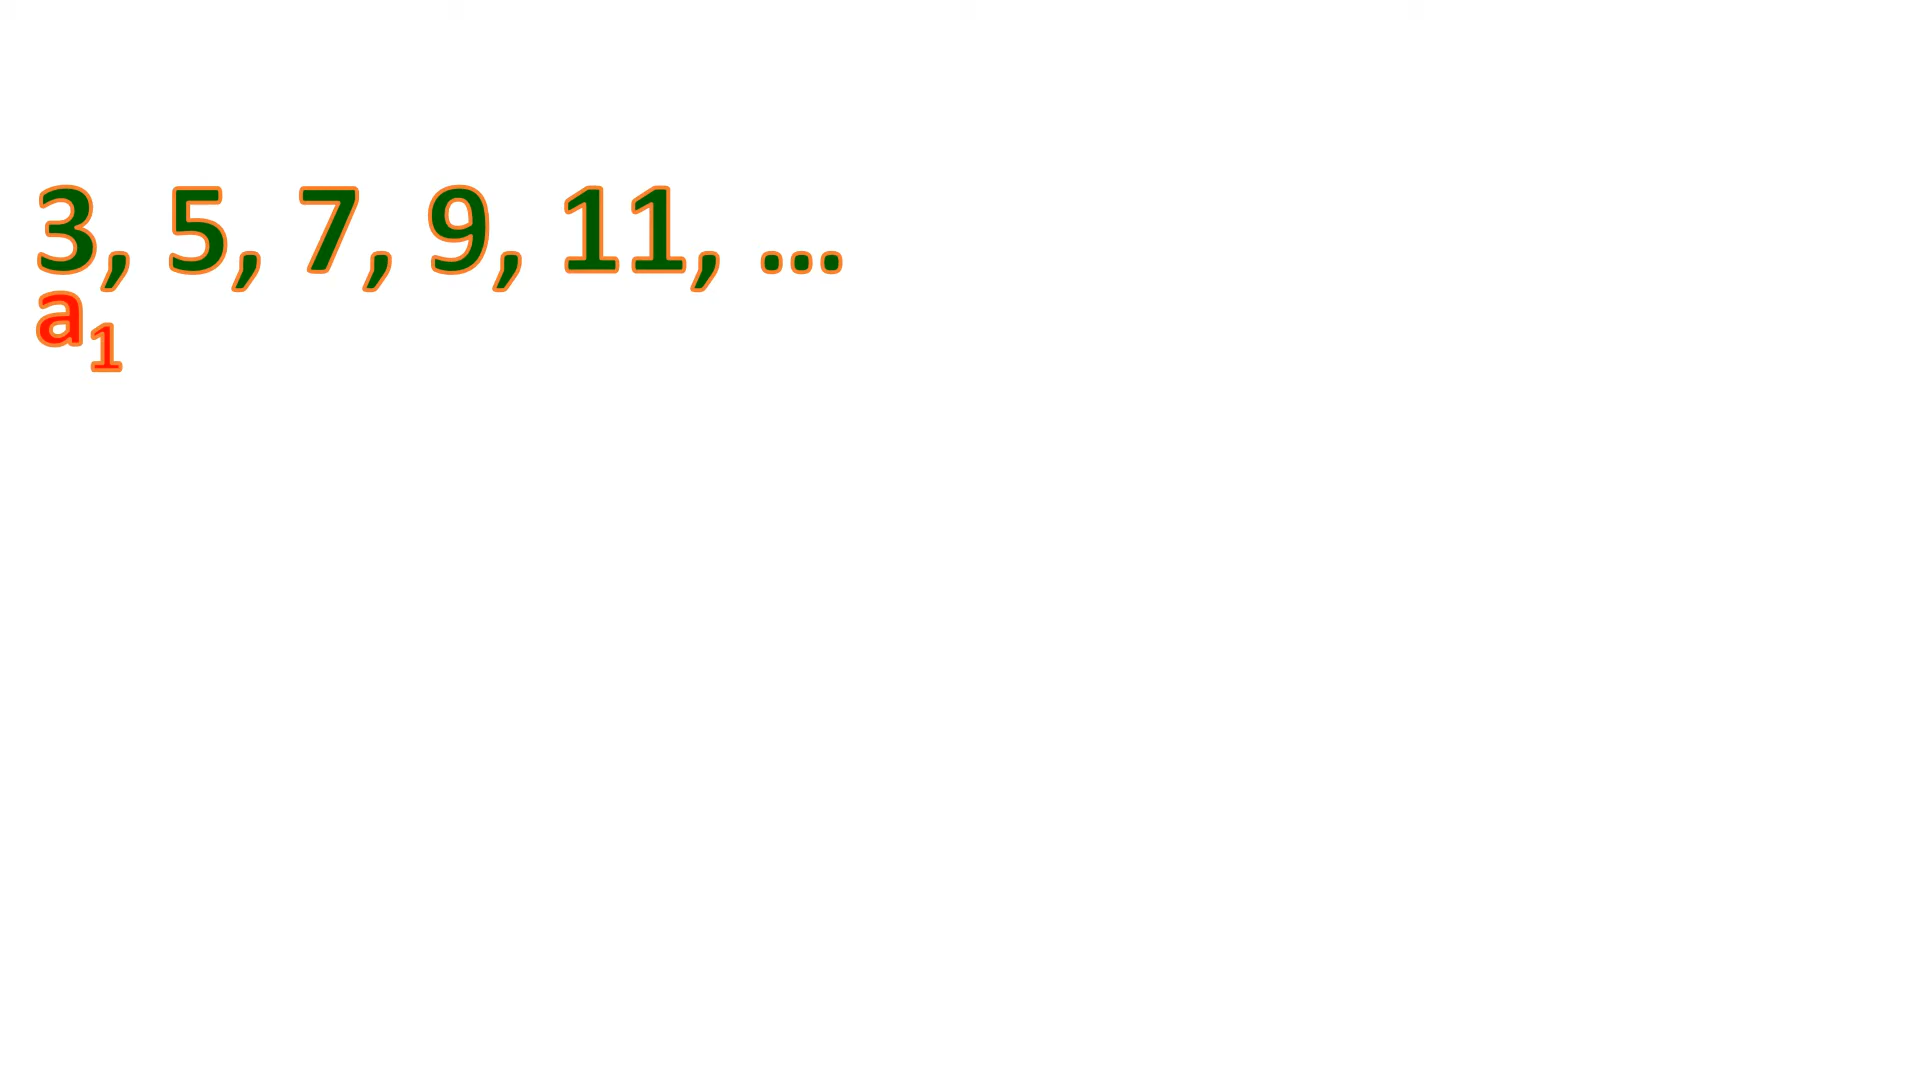 3, 5, 7, 9, 11, ...
a₁